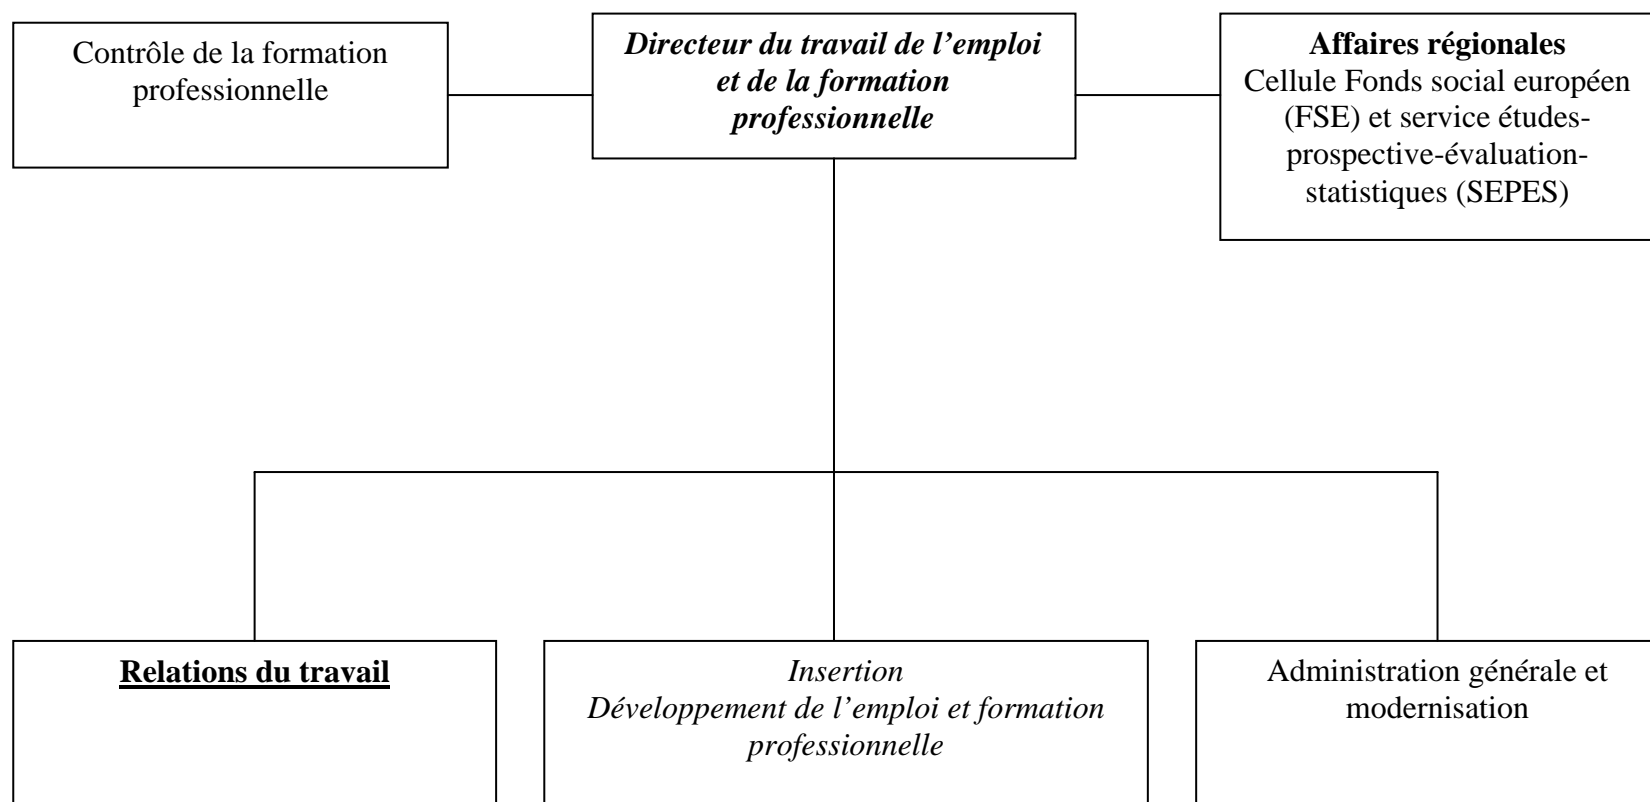 Contrôle de la formation
professionnelle
Directeur du travail de l’emploi
et de la formation
professionnelle
Affaires régionales
Cellule Fonds social européen
(FSE) et service études-
prospective-évaluation-
statistiques (SEPES)
Relations du travail
Insertion
Développement de l’emploi et formation
professionnelle
Administration générale et
modernisation